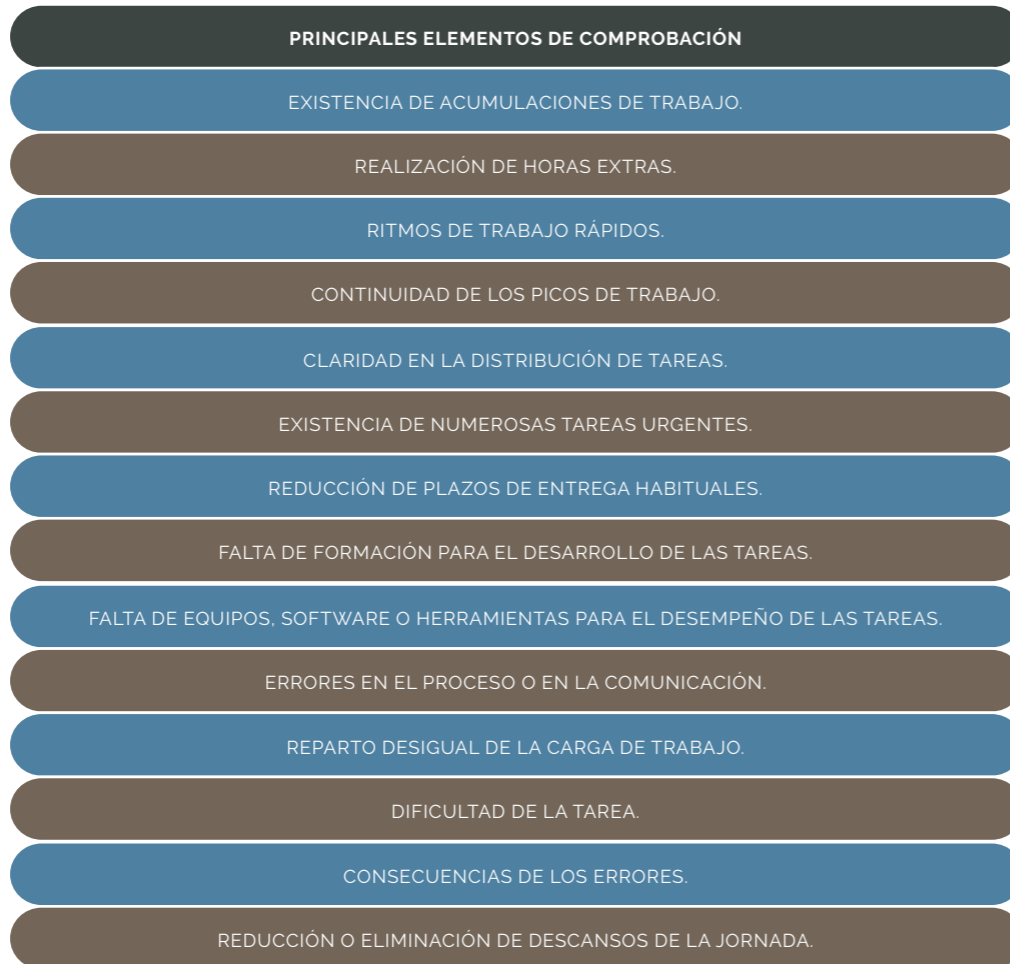 PRINCIPALES ELEMENTOS DE COMPROBACIÓN
EXISTENCIA DE ACUMULACIONES DE TRABAJO.
REALIZACIÓN DE HORAS EXTRAS.
RITMOS DE TRABAJO RÁPIDOS.
CONTINUIDAD DE LOS PICOS DE TRABAJO.
CLARIDAD EN LA DISTRIBUCIÓN DE TAREAS.
EXISTENCIA DE NUMEROSAS TAREAS URGENTES.
REDUCCIÓN DE PLAZOS DE ENTREGA HABITUALES.
FALTA DE FORMACIÓN PARA EL DESARROLLO DE LAS TAREAS.
FALTA DE EQUIPOS, SOFTWARE O HERRAMIENTAS PARA EL DESEMPEÑO DE LAS TAREAS.
ERRORES EN EL PROCESO O EN LA COMUNICACIÓN.
REPARTO DESIGUAL DE LA CARGA DE TRABAJO.
DIFICULTAD DE LA TAREA.
CONSECUENCIAS DE LOS ERRORES.
REDUCCIÓN O ELIMINACIÓN DE DESCANSOS DE LA JORNADA.